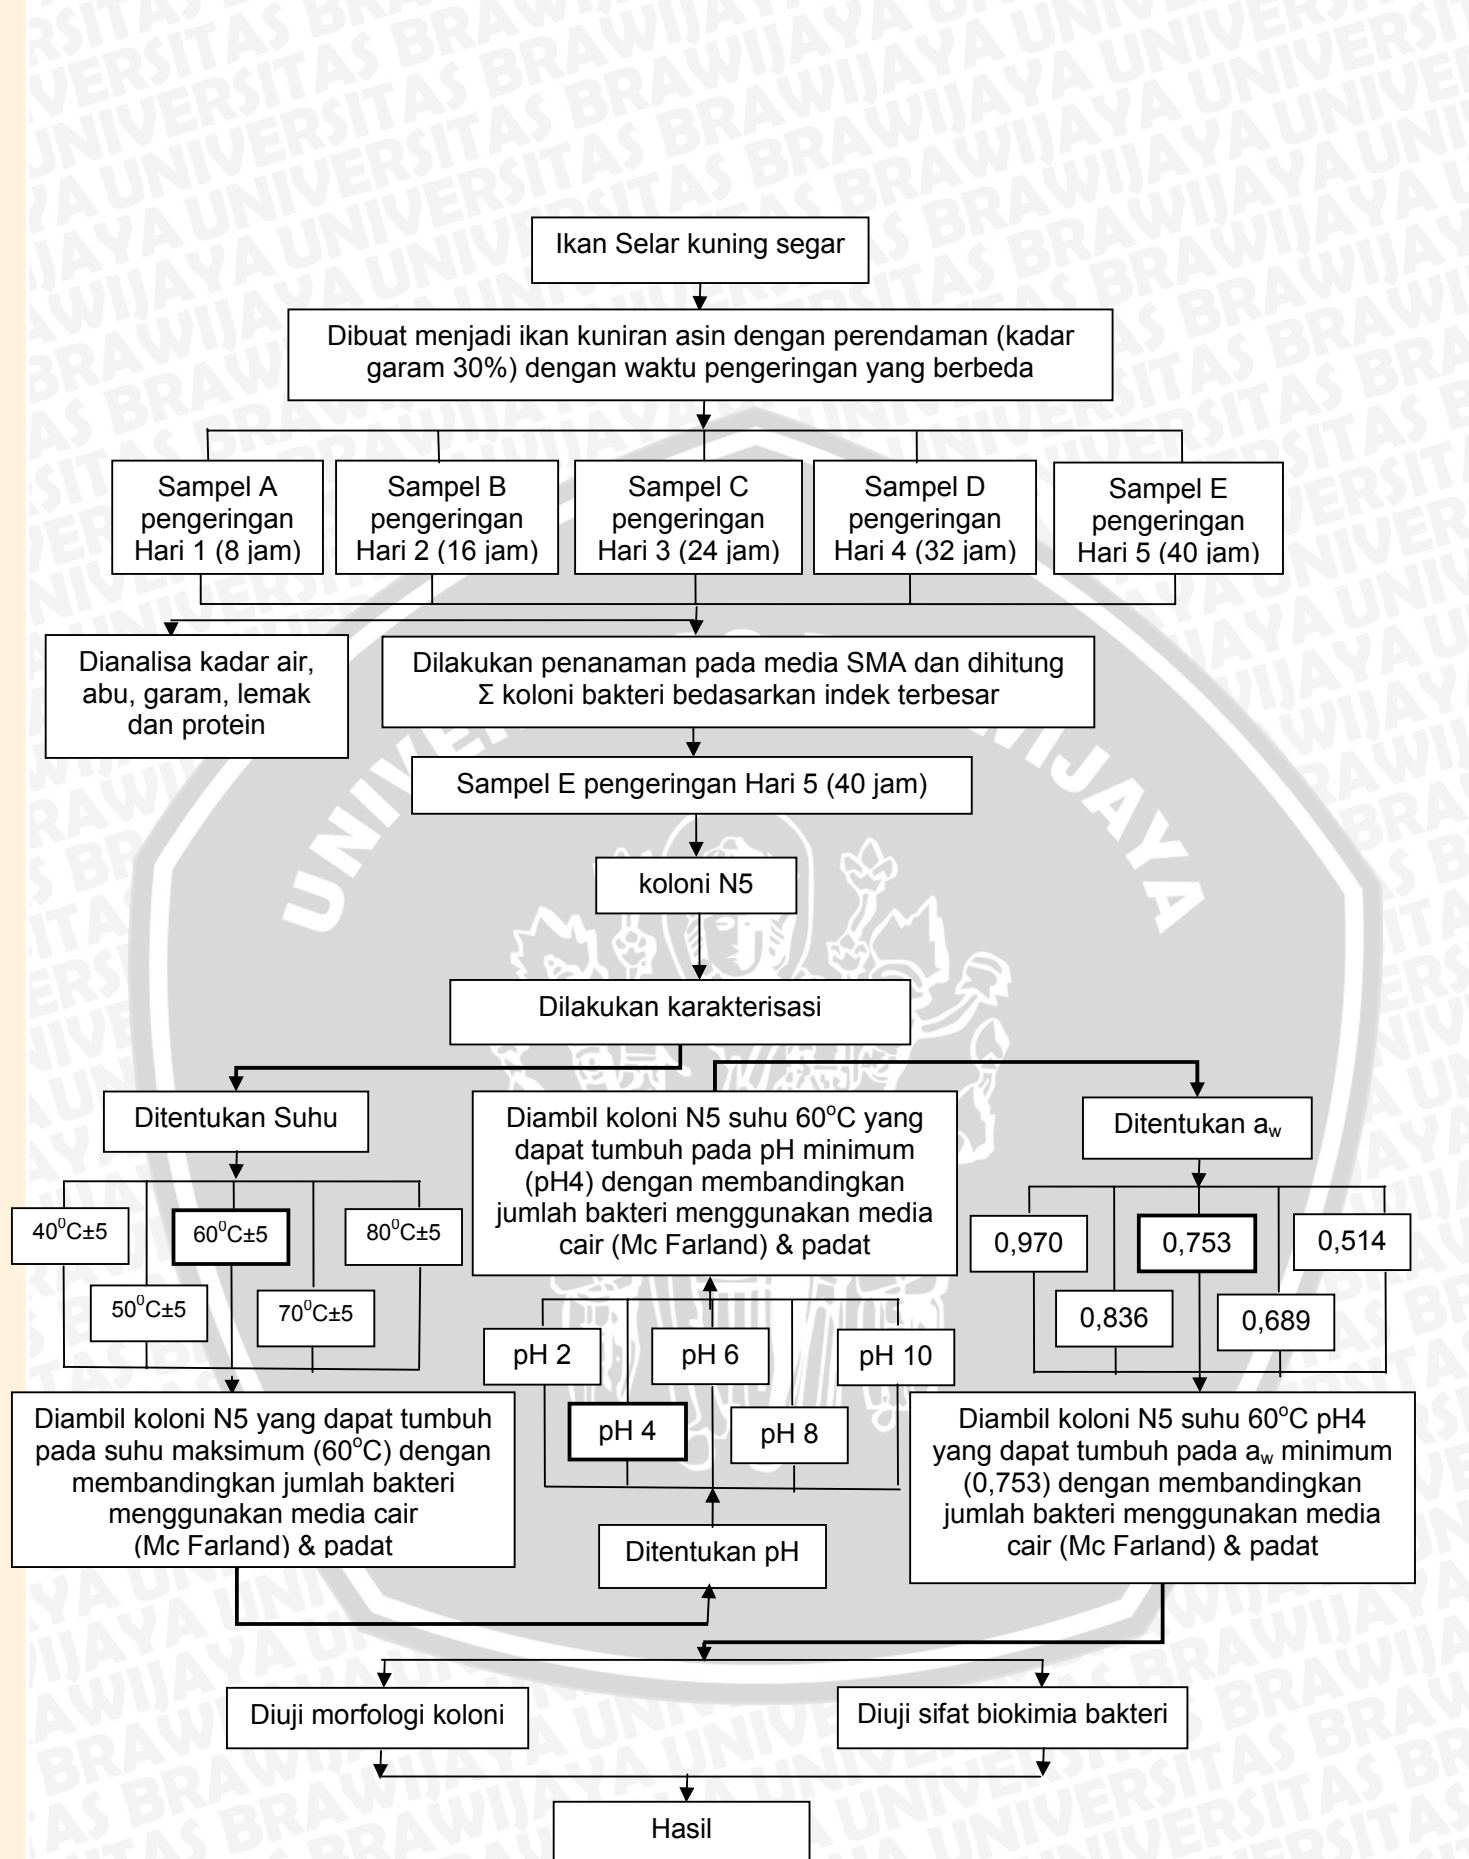 Ikan Selar kuning segar
Dibuat menjadi ikan kuniran asin dengan perendaman (kadar
garam 30%) dengan waktu pengeringan yang berbeda
Sampel A
pengeringan
Hari 1 (8 jam)
Sampel B
pengeringan
Hari 2 (16 jam)
Sampel C
pengeringan
Hari 3 (24 jam)
Sampel D
pengeringan
Hari 4 (32 jam)
Sampel E
pengeringan
Hari 5 (40 jam)
Dianalisa kadar air,
abu, garam, lemak
dan protein
Dilakukan penanaman pada media SMA dan dihitung
Σ koloni bakteri bedasarkan indek terbesar
Sampel E pengeringan Hari 5 (40 jam)
koloni N5
Dilakukan karakterisasi
Ditentukan Suhu
40⁰C±5
50⁰C±5
60⁰C±5
70⁰C±5
80⁰C±5
Diambil koloni N5 yang dapat tumbuh
pada suhu maksimum (60°C) dengan
membandingkan jumlah bakteri
menggunakan media cair
(Mc Farland) & padat
Diambil koloni N5 suhu 60°C yang
dapat tumbuh pada pH minimum
(pH4) dengan membandingkan
jumlah bakteri menggunakan media
cair (Mc Farland) & padat
pH 2
pH 4
pH 6
pH 8
pH 10
Ditentukan pH
Ditentukan aw
0,970
0,836
0,753
0,689
0,514
Diambil koloni N5 suhu 60°C pH4
yang dapat tumbuh pada aw minimum
(0,753) dengan membandingkan
jumlah bakteri menggunakan media
cair (Mc Farland) & padat
Diuji morfologi koloni
Diuji sifat biokimia bakteri
Hasil